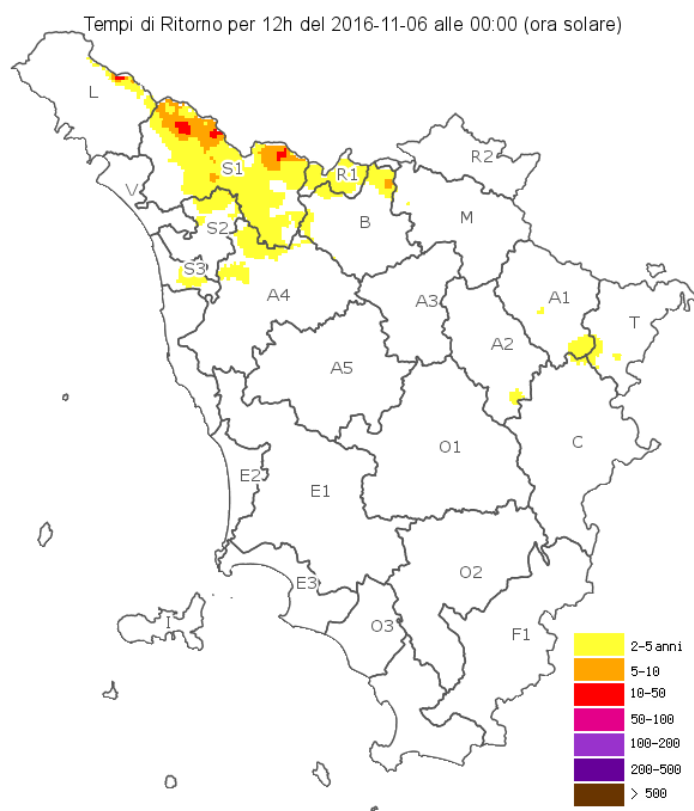 Tempi di Ritorno per 12h del 2016-11-06 alle 00:00 (ora solare)
L
R2
S1
R1
V
B
M
S2
S3
A4
A3
A1
T
A2
A5
O1
C
E2
E1
E3
O2
I
O3
F1
2-5 anni
5-10
10-50
50-100
100-200
200-500
> 500